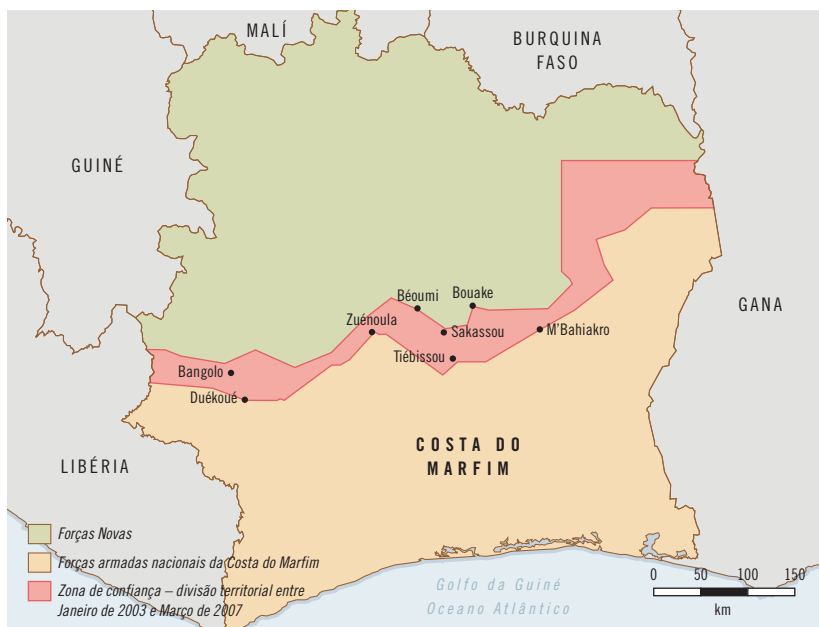 MALÍ
BURQUINA
FASO
GUINÉ
GANA
Béoumi
Bouake
Zuénoula
Sakassou
M'Bahiakro
Tiébissou
Bangolo
Duékoué
COSTA DO
MARFIM
LIBÉRIA
Forças Novas
Forças armadas nacionais da Costa do Marfim
Zona de confiança – divisão territorial entre
Janeiro de 2003 e Março de 2007
Golfo da Guiné
Oceano Atlântico
0 50 100 150
km